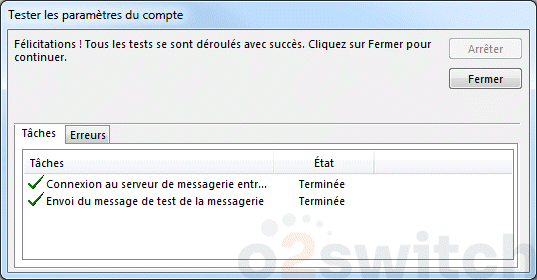 Tester les paramètres du compte
Félicitations ! Tous les tests se sont déroulés avec succès. Cliquez sur Fermer pour
continuer.
Arrêter
Fermer
Tâches
Erreurs
Tâches
État
Connexion au serveur de messagerie entr...
Terminée
Envoi du message de test de la messagerie
Terminée
o2switch